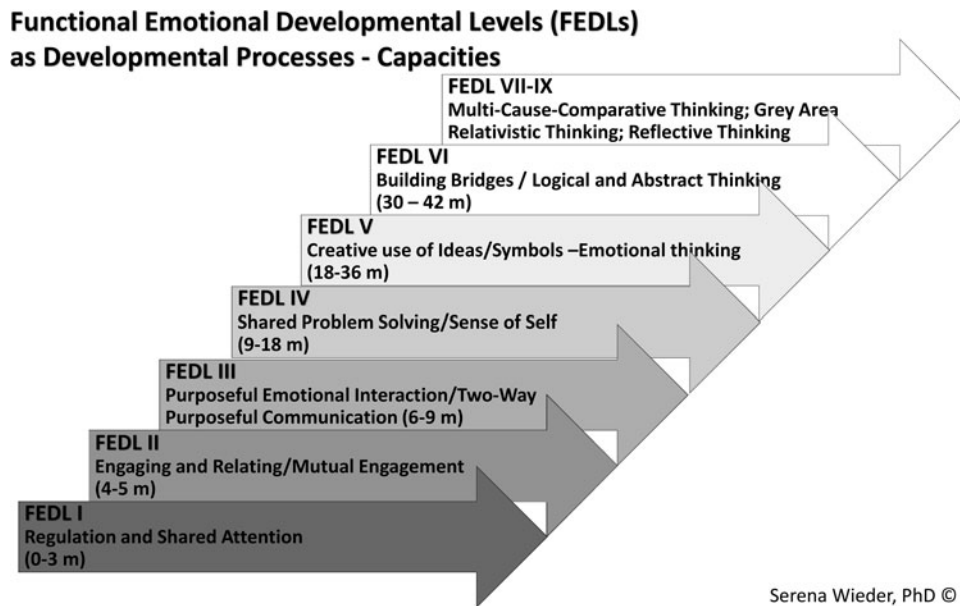 Functional Emotional Developmental Levels (FEDLs)
as Developmental Processes - Capacities
FEDL VII-IX
Multi-Cause-Comparative Thinking; Grey Area
Relativistic Thinking; Reflective Thinking
FEDL VI
Building Bridges / Logical and Abstract Thinking
(30 – 42 m)
FEDL V
Creative use of Ideas/Symbols –Emotional thinking
(18-36 m)
FEDL IV
Shared Problem Solving/Sense of Self
(9-18 m)
FEDL III
Purposeful Emotional Interaction/Two-Way
Purposeful Communication (6-9 m)
FEDL II
Engaging and Relating/Mutual Engagement
(4-5 m)
FEDL I
Regulation and Shared Attention
(0-3 m)
Serena Wieder, PhD ©